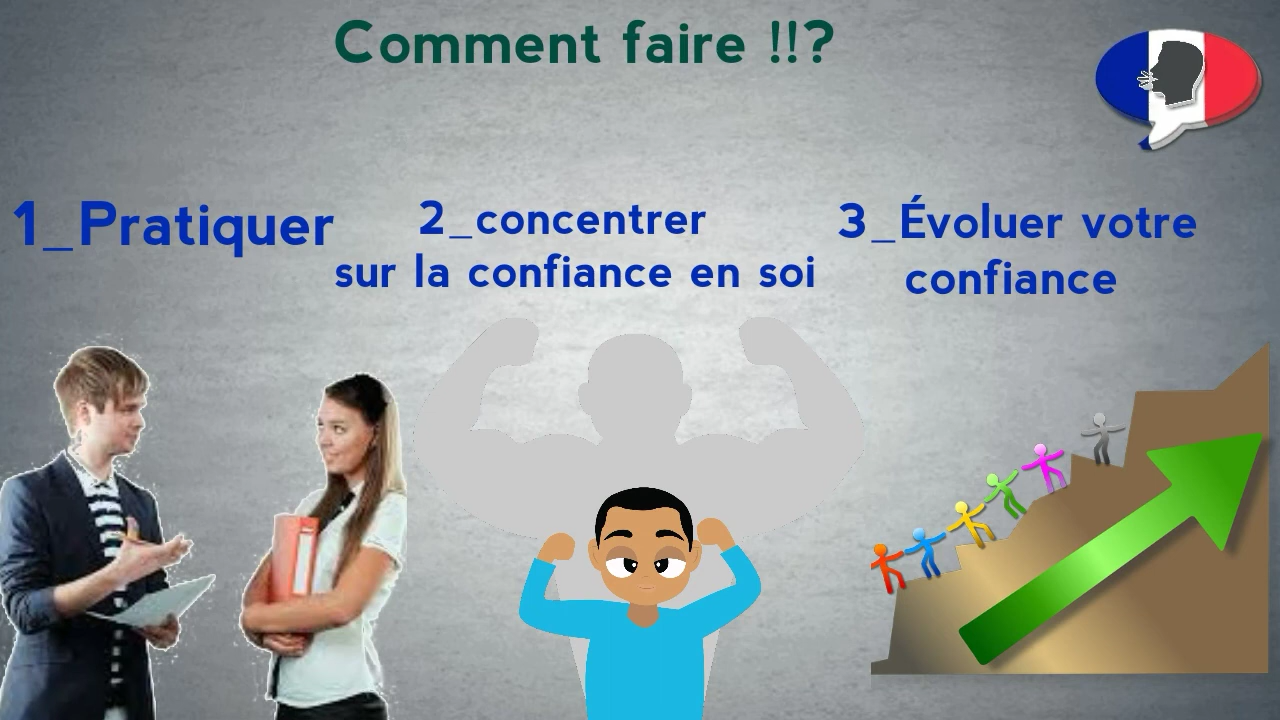 Comment faire !!?
1_Pratiquer
2_concentrer
sur la confiance en soi
3_Évoluer votre
confiance